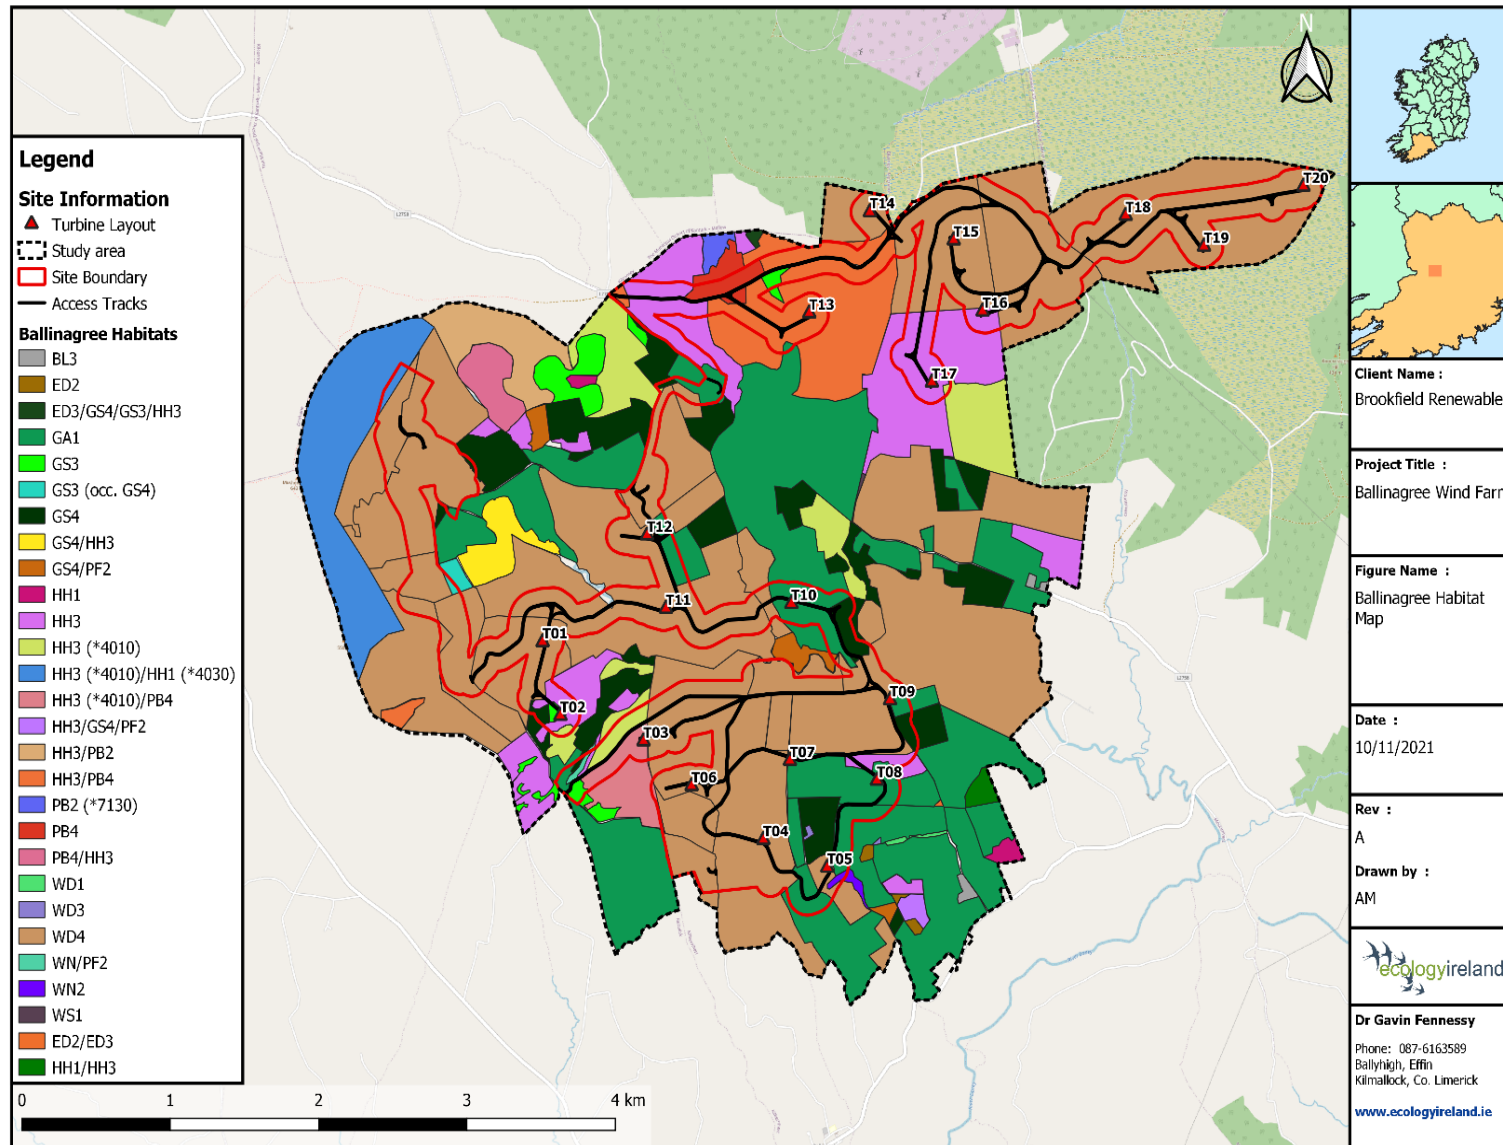 Legend
Site Information
Turbine Layout
Study area
Site Boundary
Access Tracks
Ballinagree Habitats
BL3
ED2
ED3/GS4/GS3/HH3
GA1
GS3
GS3 (occ. GS4)
GS4
GS4/HH3
GS4/PF2
HH1
HH3
HH3 (*4010)
HH3 (*4010)/HH1 (*4030)
HH3 (*4010)/PB4
HH3/GS4/PF2
HH3/PB2
HH3/PB4
PB2 (*7130)
PB4
PB4/HH3
WD1
WD3
WD4
WN/PF2
WN2
WS1
ED2/ED3
HH1/HH3
0 1 2 3 4 km
N
T20
T14
T18
T15
T19
T13
T16
T17
T12
T11
T10
T01
T09
T02
T03
T07
T08
T06
T04
T05
L2758
L2758
Client Name :
Brookfield Renewable
Project Title :
Ballinagree Wind Farm
Figure Name :
Ballinagree Habitat
Map
Date :
10/11/2021
Rev :
A
Drawn by :
AM
ecologyireland
Dr Gavin Fennessy
Phone: 087-6163589
Ballyhigh, Effin
Kilmallock, Co. Limerick
www.ecologyireland.ie